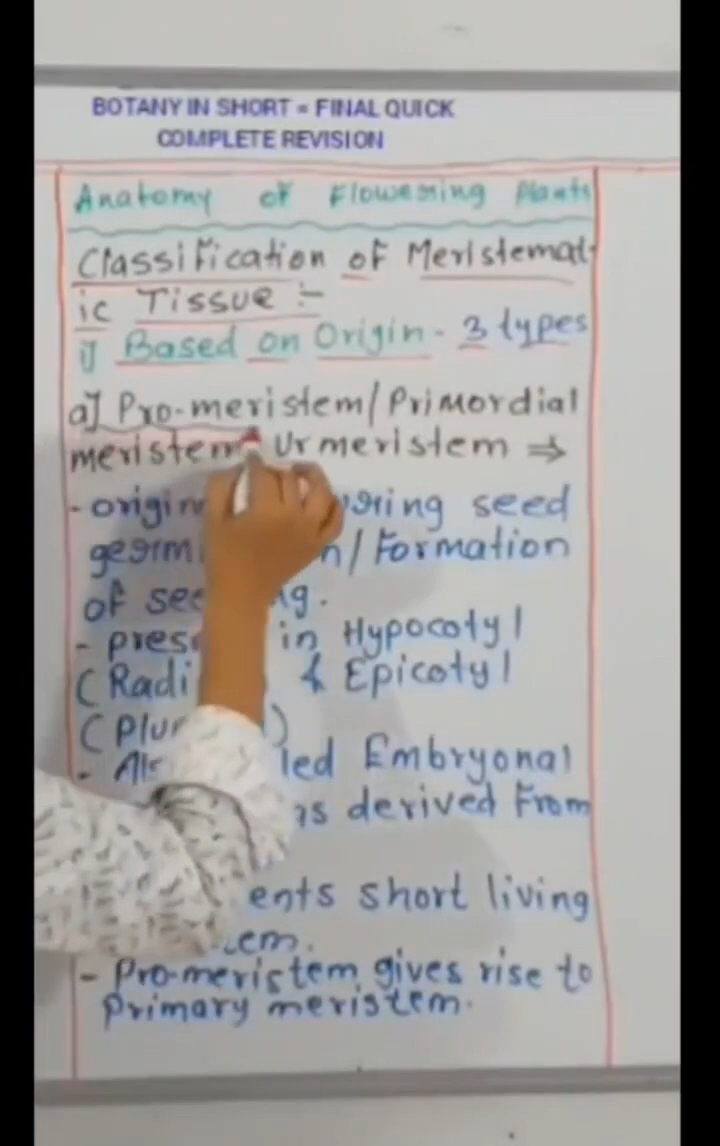 BOTANY IN SHORT = FINAL QUICK
COMPLETE REVISION
Anatomy of Flowering Plants
Classification of Meristemat-
ic Tissue :-
i] Based on Origin - 3 types
a] Pro-meristem/Primordial
meristem Urmeristem ⇒
- seed
/Formation
of
- in Hypocotyl
( & Epicotyl
(
- Embryonal
as derived From
short living
- Pro-meristem gives rise to
Primary meristem.